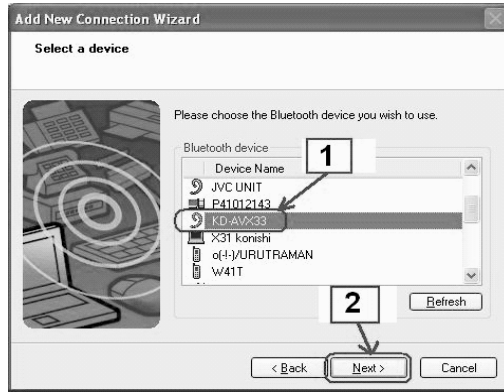 Add New Connection Wizard
Select a device
Please choose the Bluetooth device you wish to use.
Bluetooth device
1
Device Name
JVC UNIT
P41012143
KD-AVX33
X31 konishi
o(-!-)/URUTRAMAN
W41T
2
Refresh
< Back
Next >
Cancel